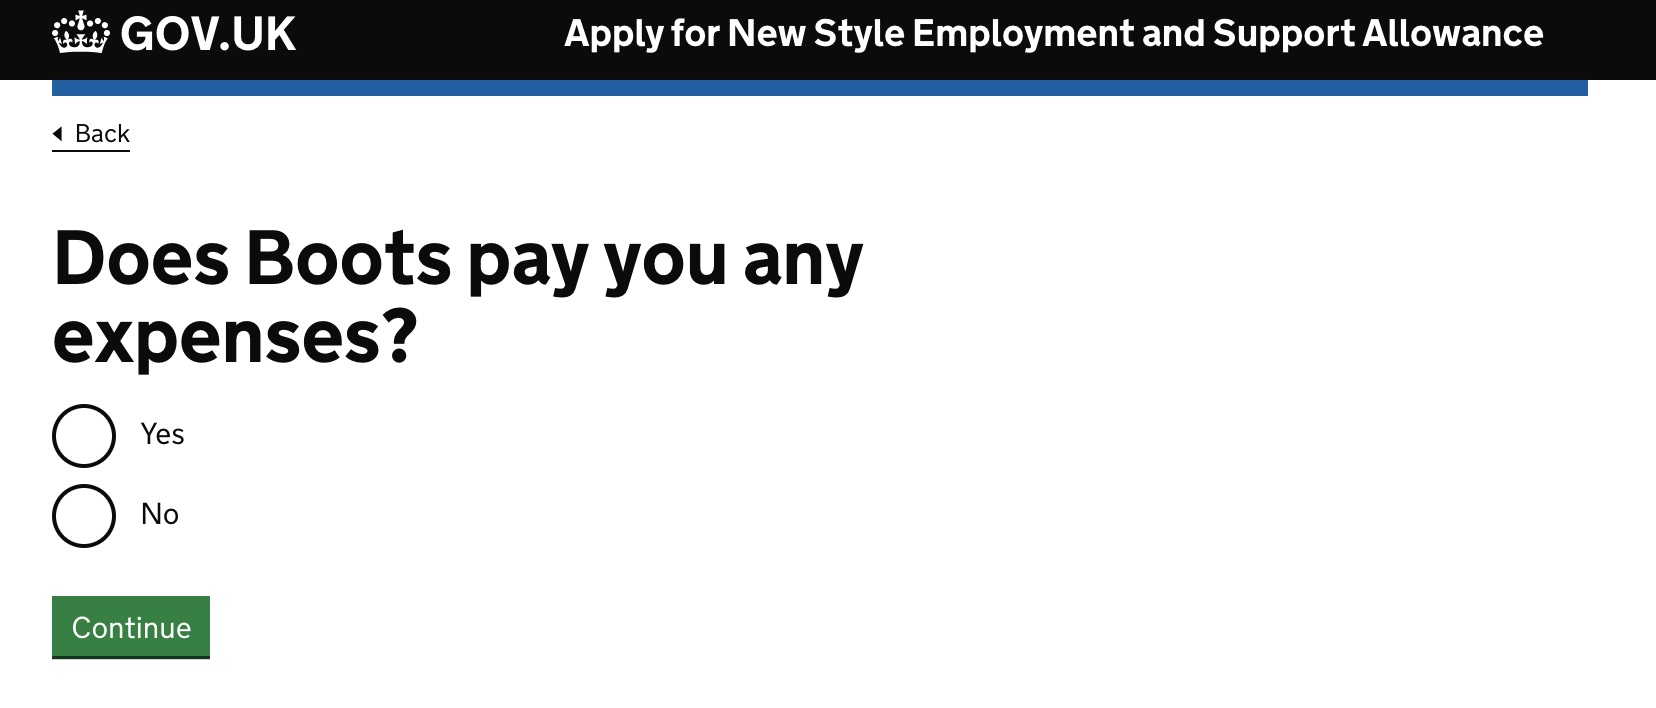 GOV.UK
Apply for New Style Employment and Support Allowance
Back
Does Boots pay you any
expenses?
Yes
No
Continue